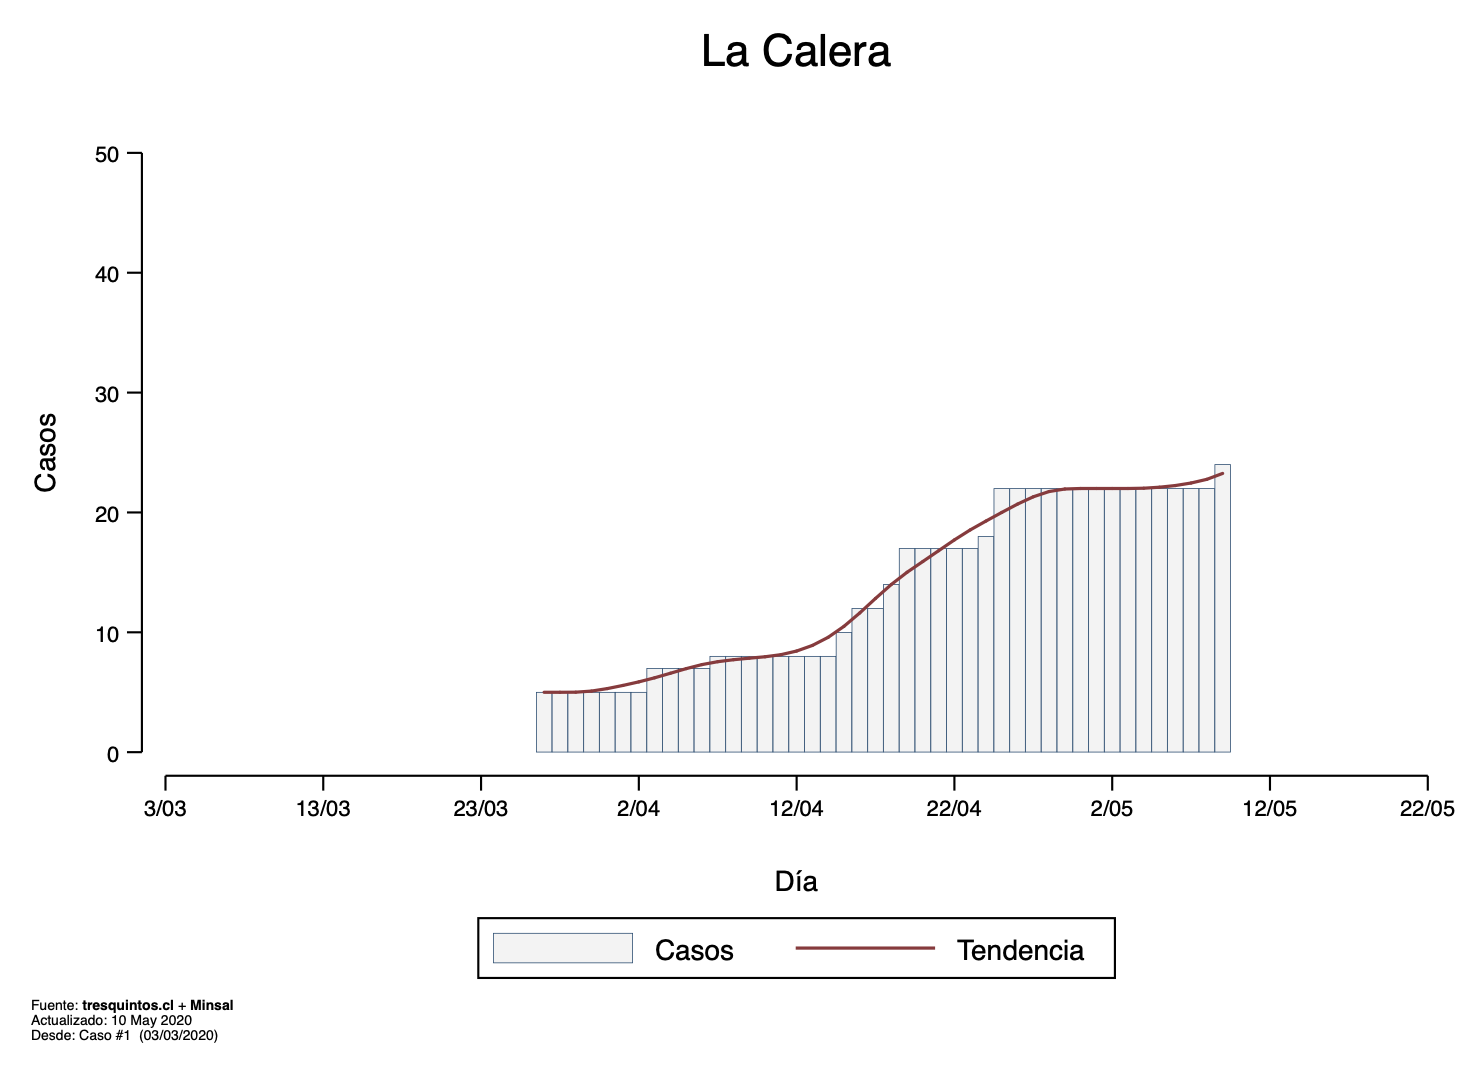 La Calera
50
40
30
20
10
0
Casos
3/03 13/03 23/03 2/04 12/04 22/04 2/05 12/05 22/05
Día
Casos Tendencia
Fuente: tresquintos.cl + Minsal
Actualizado: 10 May 2020
Desde: Caso #1 (03/03/2020)